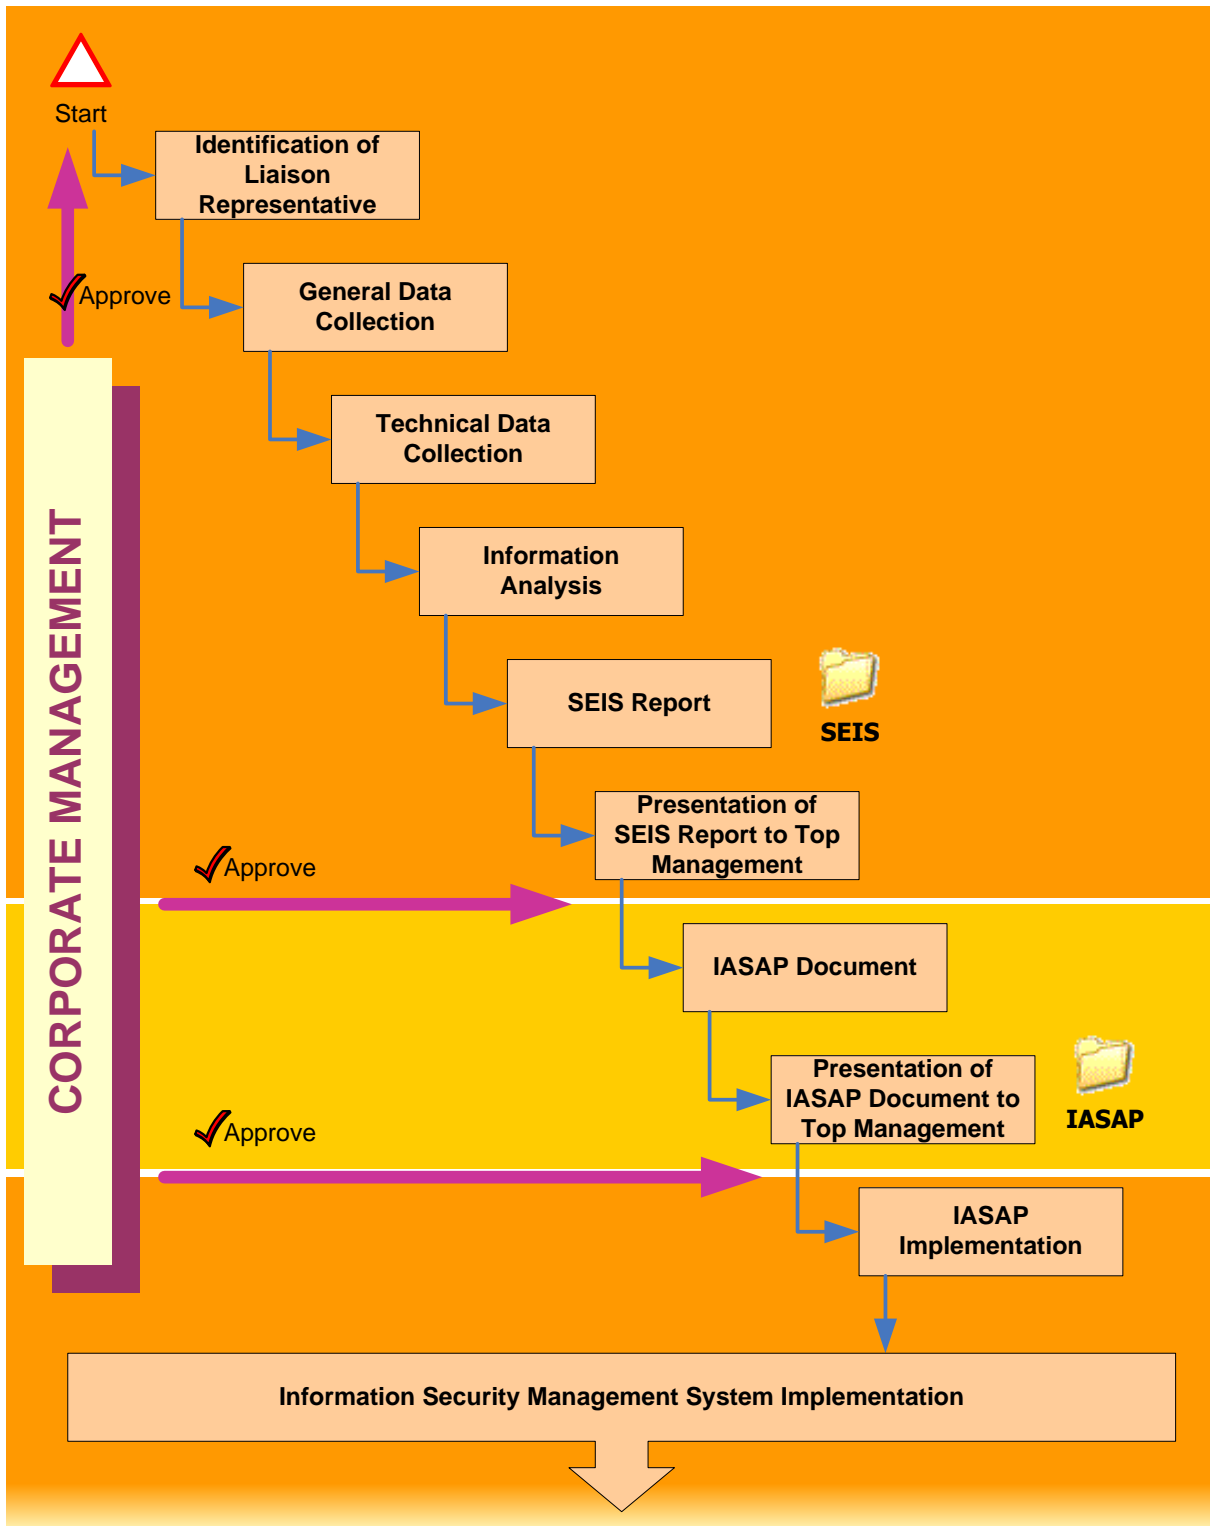 Start
Identification of
Liaison
Representative
Approve
General Data
Collection
Technical Data
Collection
CORPORATE MANAGEMENT
Information
Analysis
SEIS Report
SEIS
Presentation of
SEIS Report to Top
Management
Approve
IASAP Document
Presentation of
IASAP Document to
Top Management
IASAP
Approve
IASAP
Implementation
Information Security Management System Implementation